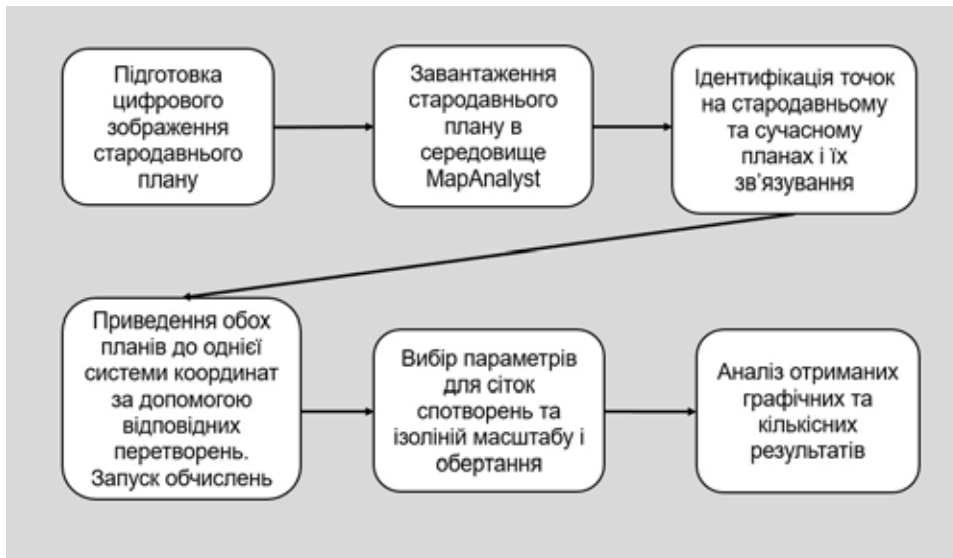 Підготовка
цифрового
зображення
стародавнього
плану
Завантаження
стародавнього
плану в
середовище
MapAnalyst
Ідентифікація точок
на стародавньому
та сучасному
планах і їх
зв’язування
Приведення обох
планів до однієї
системи координат
за допомогою
відповідних
перетворень.
Запуск обчислень
Вибір параметрів
для сіток
спотворень та
ізоліній масштабу і
обертання
Аналіз отриманих
графічних та
кількісних
результатів